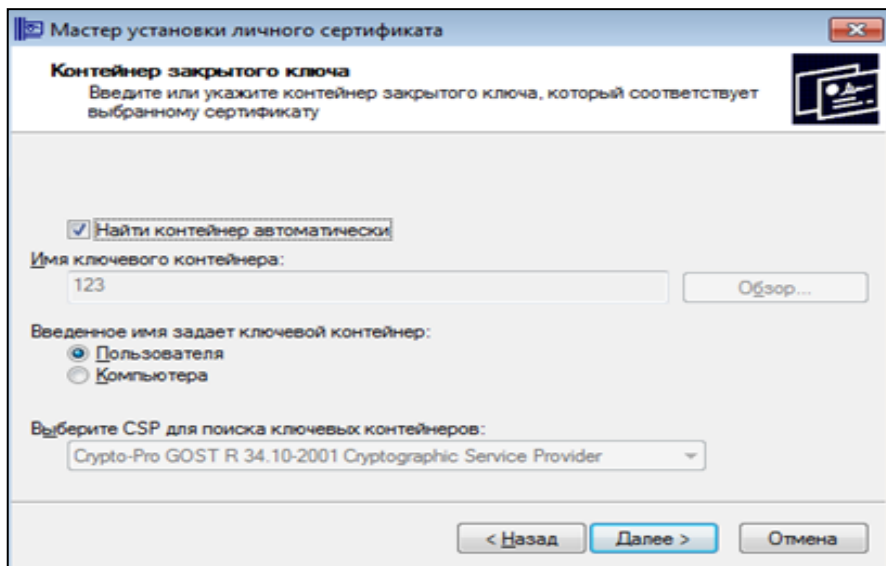 Мастер установки личного сертификата
Контейнер закрытого ключа
Введите или укажите контейнер закрытого ключа, который соответствует
выбранному сертификату
Найти контейнер автоматически
Имя ключевого контейнера:
123
Обзор...
Введенное имя задает ключевой контейнер:
Пользователя
Компьютера
Выберите CSP для поиска ключевых контейнеров:
Crypto-Pro GOST R 34.10-2001 Cryptographic Service Provider
< Назад
Далее >
Отмена